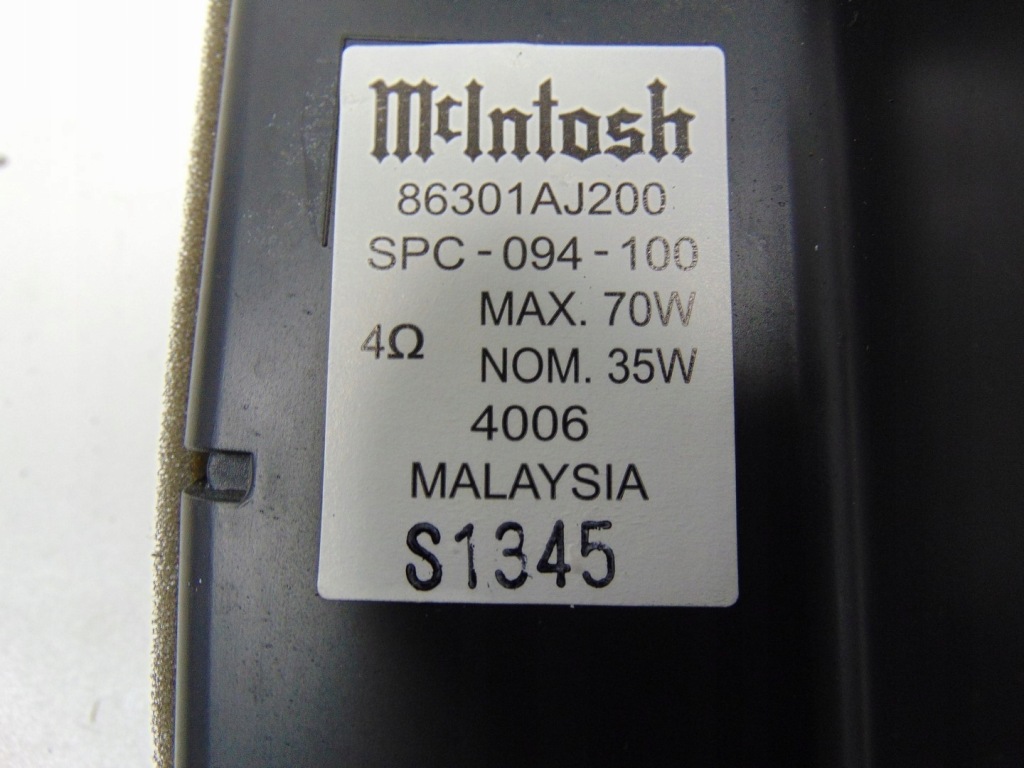 McIntosh
86301AJ200
SPC-094-100
MAX. 70W
4Ω
NOM. 35W
4006
MALAYSIA
S1345